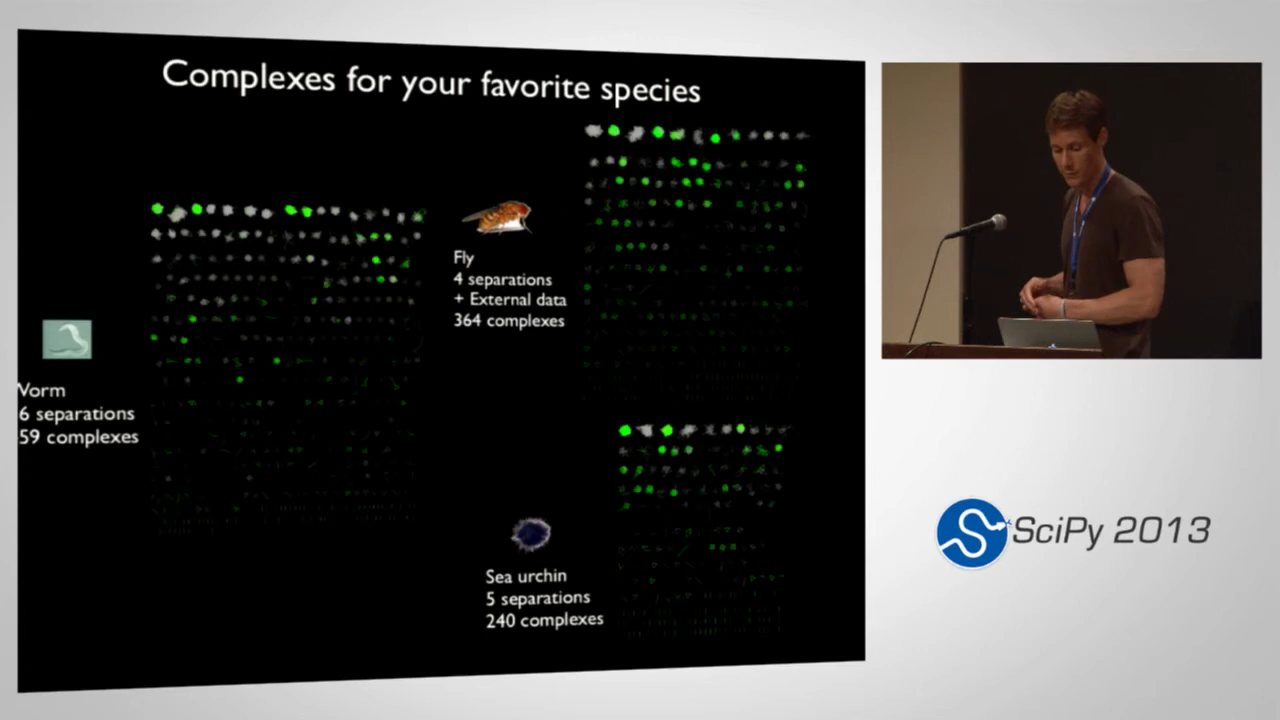 Complexes for your favorite species
Fly
4 separations
+ External data
364 complexes
Vorm
6 separations
59 complexes
Sea urchin
5 separations
240 complexes
SciPy 2013